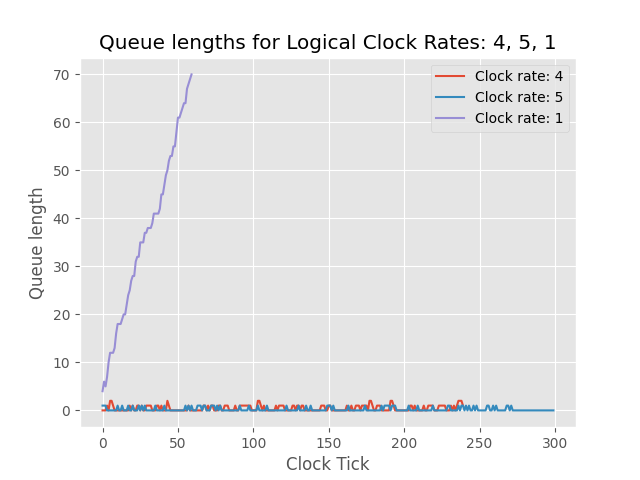 Queue lengths for Logical Clock Rates: 4, 5, 1
Clock rate: 4
Clock rate: 5
Clock rate: 1
70
60
50
40
30
20
10
0
Queue length
0 50 100 150 200 250 300
Clock Tick